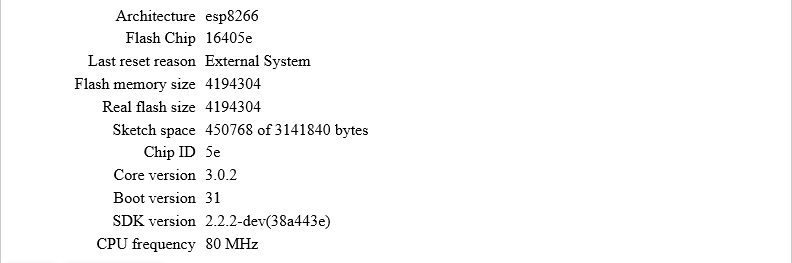 Architecture esp8266
Flash Chip 16405e
Last reset reason External System
Flash memory size 4194304
Real flash size 4194304
Sketch space 450768 of 3141840 bytes
Chip ID 5e
Core version 3.0.2
Boot version 31
SDK version 2.2.2-dev(38a443e)
CPU frequency 80 MHz